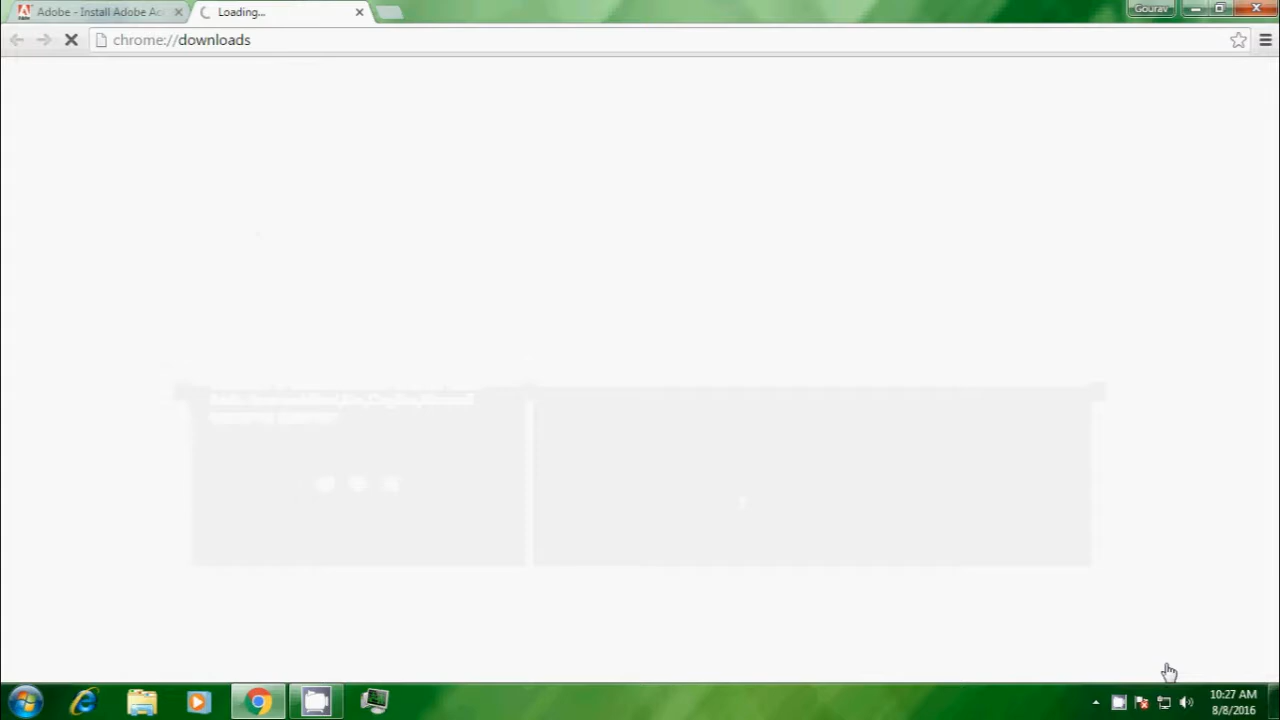 Adobe - Install Adobe Ac
Loading...
Gourav
chrome://downloads
10:27 AM
8/8/2016